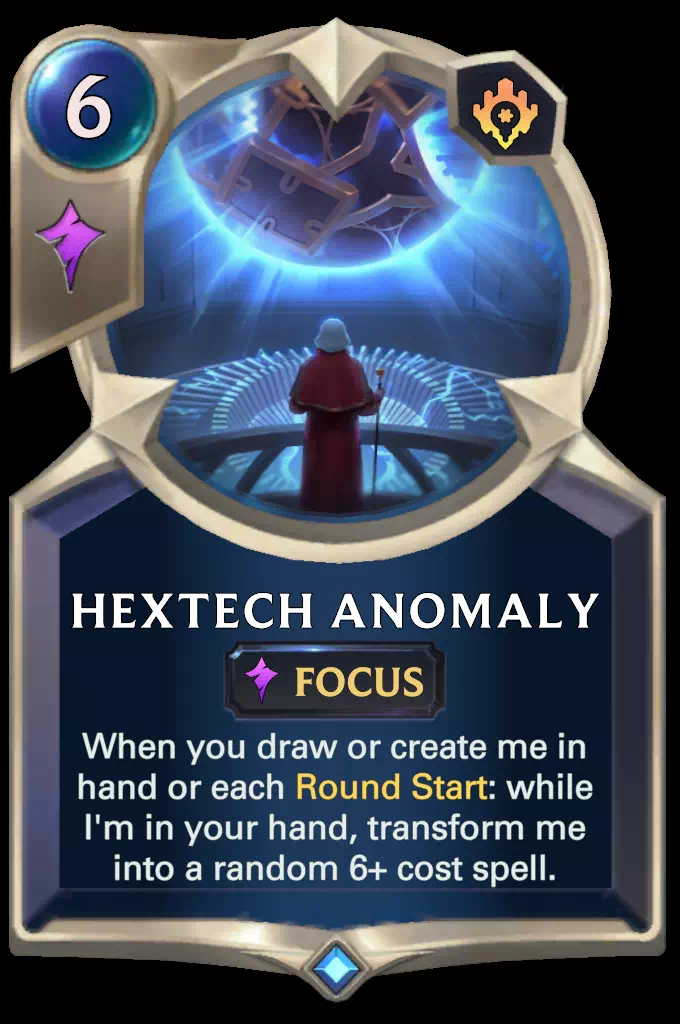 6
HEXTECH ANOMALY
FOCUS
When you draw or create me in
hand or each Round Start: while
I'm in your hand, transform me
into a random 6+ cost spell.